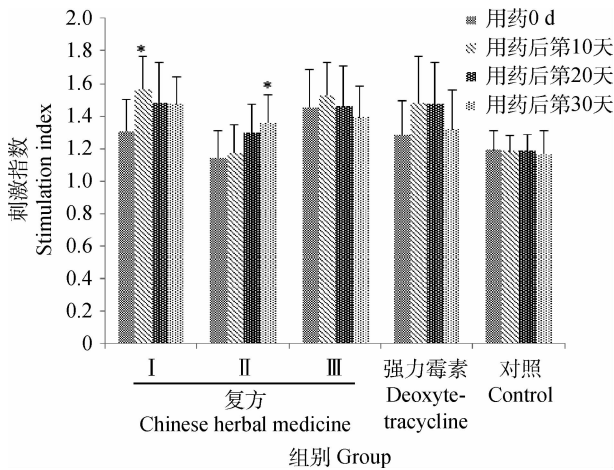 刺激指数
Stimulation index
2.0
1.8
1.6
1.4
1.2
1.0
0.8
0.6
0.4
0.2
0
*
*
用药0 d
用药后第10天
用药后第20天
用药后第30天
Ⅰ Ⅱ Ⅲ 强力霉素 对照
复方 Deoxyte- Control
Chinese herbal medicine tracycline
组别 Group